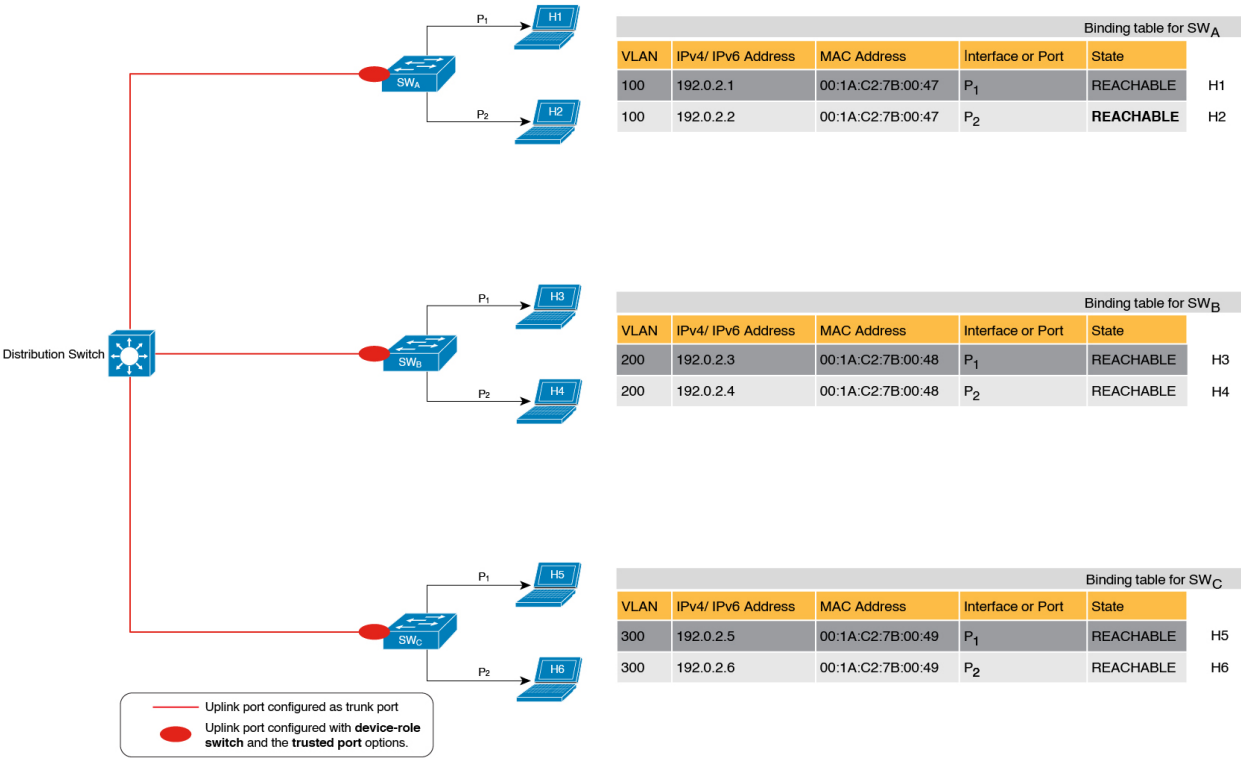 Binding table for SWA
VLAN IPv4/ IPv6 Address MAC Address Interface or Port State
100 192.0.2.1 00:1A:C2:7B:00:47 P1 REACHABLE H1
100 192.0.2.2 00:1A:C2:7B:00:47 P2 REACHABLE H2
P1
H1
SWA
P2
H2
Binding table for SWB
VLAN IPv4/ IPv6 Address MAC Address Interface or Port State
200 192.0.2.3 00:1A:C2:7B:00:48 P1 REACHABLE H3
200 192.0.2.4 00:1A:C2:7B:00:48 P2 REACHABLE H4
P1
H3
Distribution Switch
SWB
P2
H4
Binding table for SWC
VLAN IPv4/ IPv6 Address MAC Address Interface or Port State
300 192.0.2.5 00:1A:C2:7B:00:49 P1 REACHABLE H5
300 192.0.2.6 00:1A:C2:7B:00:49 P2 REACHABLE H6
P1
H5
SWC
P2
H6
Uplink port configured as trunk port
Uplink port configured with device-role
switch and the trusted port options.